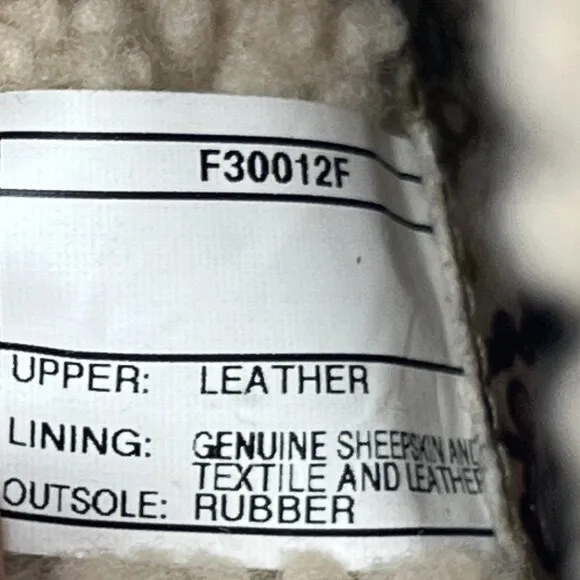 F30012F
UPPER: LEATHER
LINING: GENUINE SHEEPSKIN AND
TEXTILE AND LEATHER
OUTSOLE: RUBBER